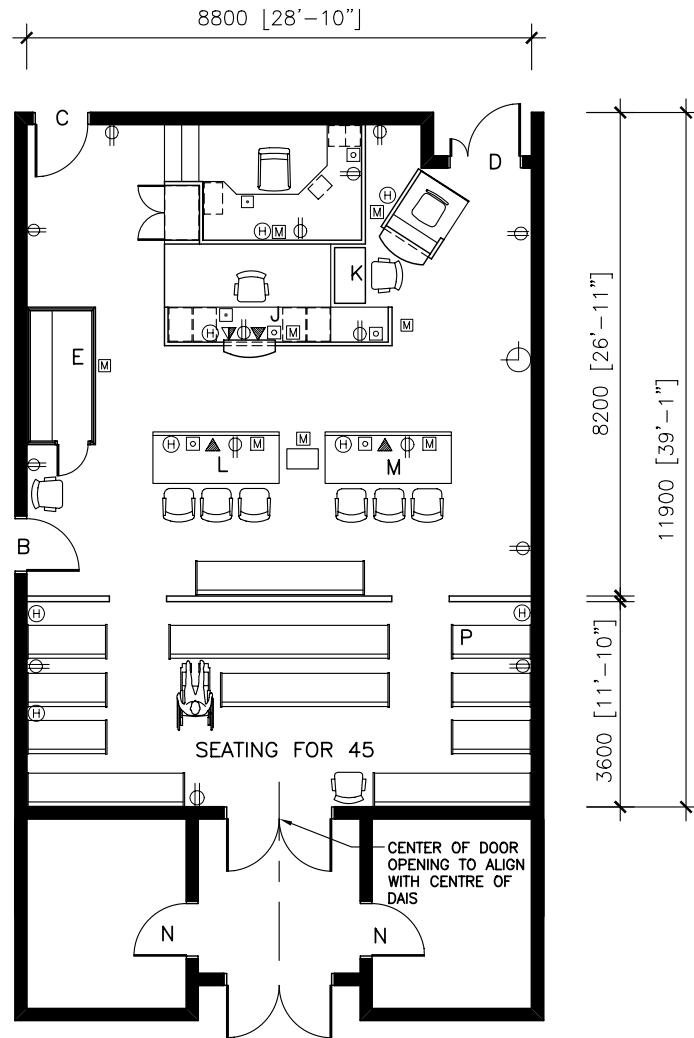 8800 [28'-10"]
C
D
H
M
H M
K
J
H M
M
E
M
8200 [26'-11"]
11900 [39'-1"]
H M
M
H M
L
M
B
H
H
P
H
3600 [11'-10"]
SEATING FOR 45
CENTER OF DOOR
OPENING TO ALIGN
WITH CENTRE OF
DAIS
N
N